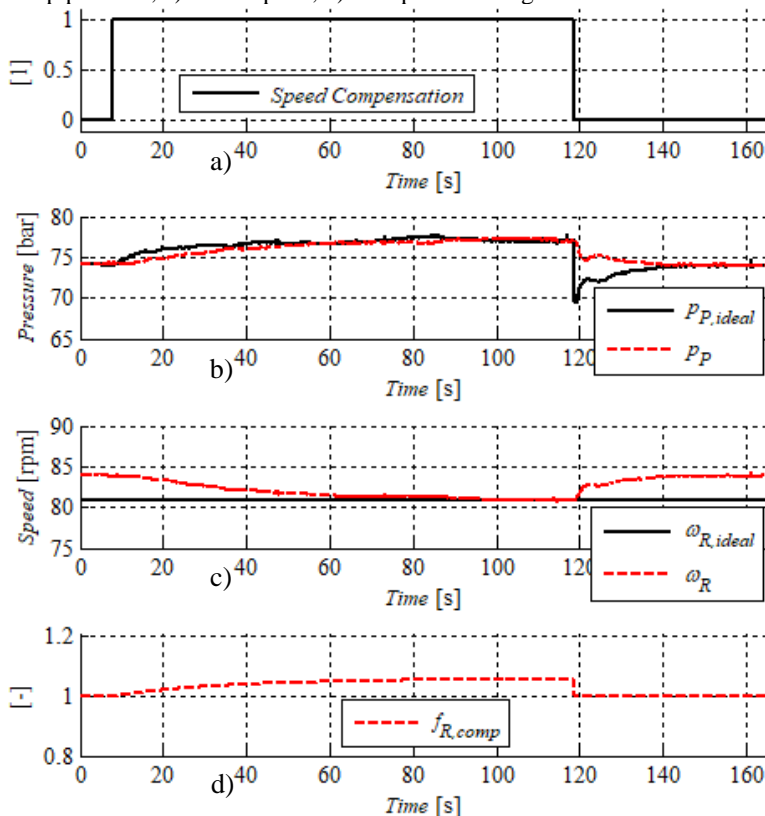 1
0.5
0
[1]
Speed Compensation
0 20 40 60 80 100 120 140 160
a)
Time [s]
80
75
70
65
Pressure [bar]
p_P,ideal
p_P
0 20 40 60 80 100 120
b)
Time [s]
90
85
80
75
Speed [rpm]
ω_R,ideal
ω_R
0 20 40 60 80 100 120
c)
Time [s]
1.2
1
0.8
[-]
f_R,comp
0 20 40 60 80 100 120 140 160
d)
Time [s]